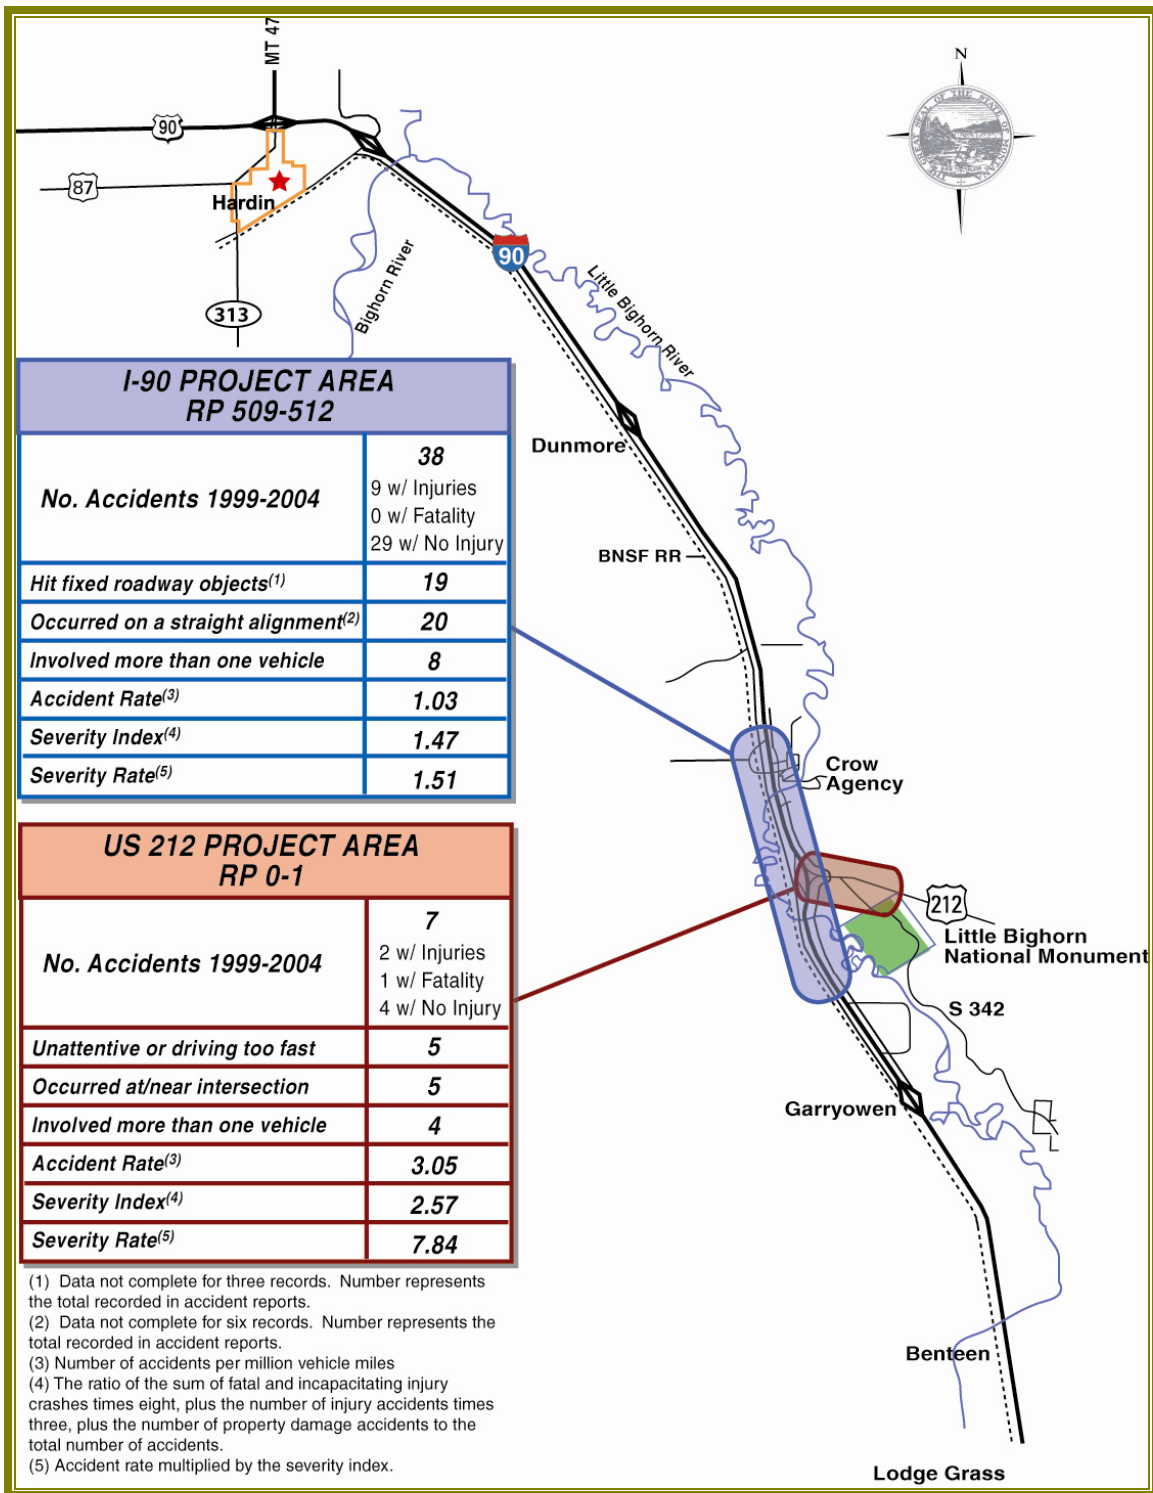 MT 47
N
THE GREAT SEAL OF THE STATE OF MONTANA
90
87
Hardin
313
Bighorn River
90
Little Bighorn River
I-90 PROJECT AREA
RP 509-512
No. Accidents 1999-2004
38
9 w/ Injuries
0 w/ Fatality
29 w/ No Injury
Hit fixed roadway objects(1) 19
Occurred on a straight alignment(2) 20
Involved more than one vehicle 8
Accident Rate(3) 1.03
Severity Index(4) 1.47
Severity Rate(5) 1.51
Dunmore
BNSF RR
Crow
Agency
US 212 PROJECT AREA
RP 0-1
No. Accidents 1999-2004
7
2 w/ Injuries
1 w/ Fatality
4 w/ No Injury
Unattentive or driving too fast 5
Occurred at/near intersection 5
Involved more than one vehicle 4
Accident Rate(3) 3.05
Severity Index(4) 2.57
Severity Rate(5) 7.84
212
Little Bighorn
National Monument
S 342
Garryowen
Benteen
Lodge Grass
(1) Data not complete for three records. Number represents
the total recorded in accident reports.
(2) Data not complete for six records. Number represents the
total recorded in accident reports.
(3) Number of accidents per million vehicle miles
(4) The ratio of the sum of fatal and incapacitating injury
crashes times eight, plus the number of injury accidents times
three, plus the number of property damage accidents to the
total number of accidents.
(5) Accident rate multiplied by the severity index.